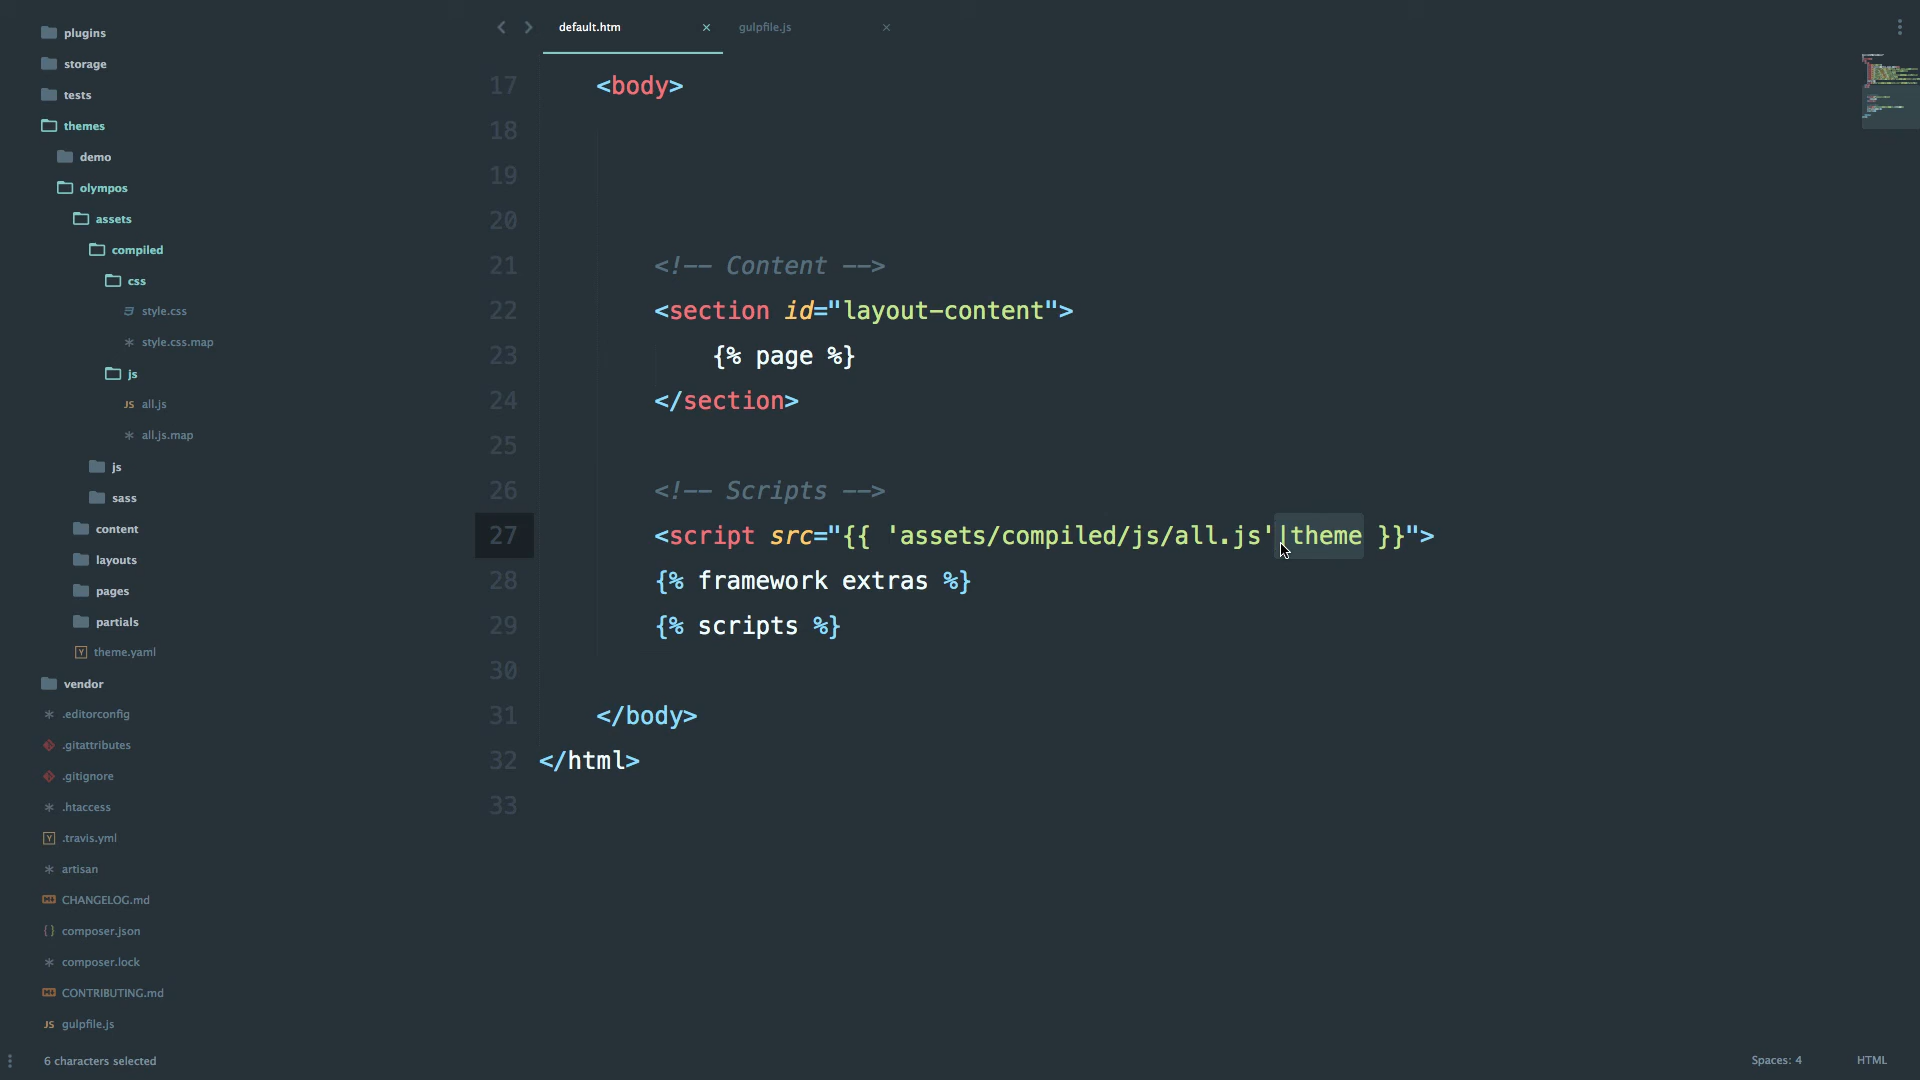 plugins
storage
tests
themes
demo
olympos
assets
compiled
css
style.css
style.css.map
js
JS all.js
all.js.map
js
sass
content
layouts
pages
partials
Y theme.yaml
vendor
.editorconfig
.gitattributes
.gitignore
.htaccess
Y .travis.yml
artisan
CHANGELOG.md
{} composer.json
composer.lock
CONTRIBUTING.md
JS gulpfile.js
6 characters selected
default.htm × gulpfile.js ×
17 <body>
18
19
20
21 <!-- Content -->
22 <section id="layout-content">
23 {% page %}
24 </section>
25
26 <!-- Scripts -->
27 <script src="{{ 'assets/compiled/js/all.js'|theme }}">
28 {% framework extras %}
29 {% scripts %}
30
31 </body>
32 </html>
33
Spaces: 4 HTML